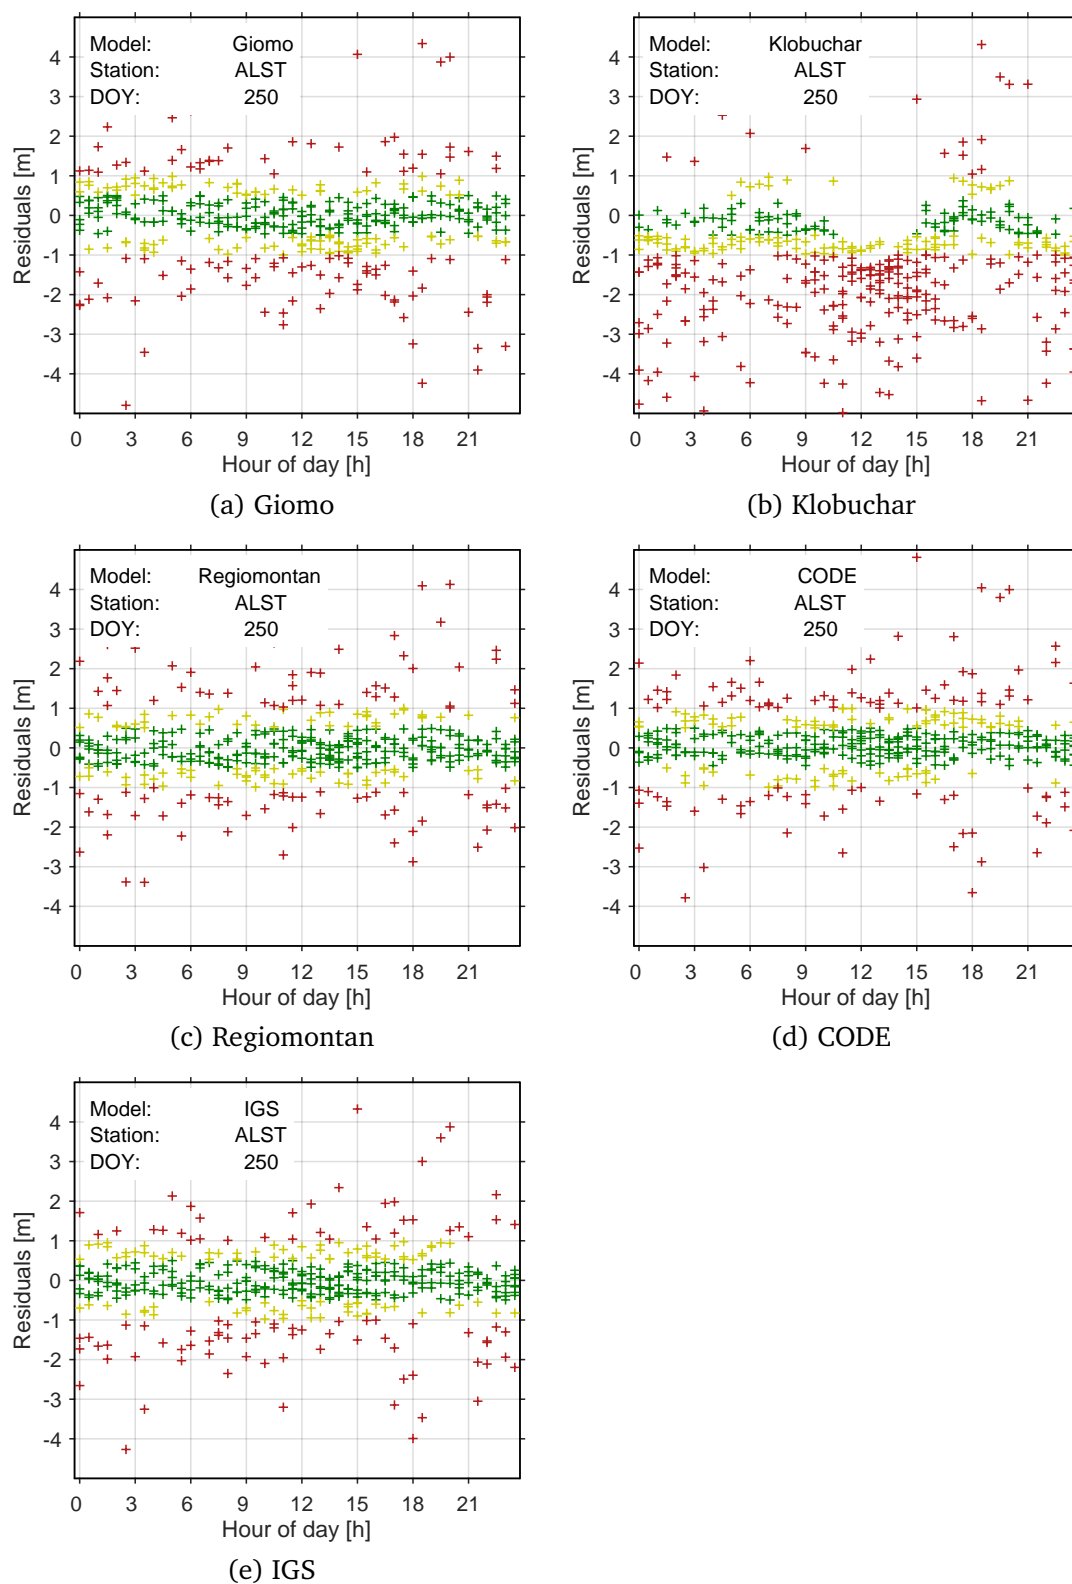 Model: Giomo
Station: ALST
DOY: 250
Residuals [m]
4
3
2
1
0
-1
-2
-3
-4
0 3 6 9 12 15 18 21
Hour of day [h]
(a) Giomo
Model: Klobuchar
Station: ALST
DOY: 250
Residuals [m]
4
3
2
1
0
-1
-2
-3
-4
0 3 6 9 12 15 18 21
Hour of day [h]
(b) Klobuchar
Model: Regiomontan
Station: ALST
DOY: 250
Residuals [m]
4
3
2
1
0
-1
-2
-3
-4
0 3 6 9 12 15 18 21
Hour of day [h]
(c) Regiomontan
Model: CODE
Station: ALST
DOY: 250
Residuals [m]
4
3
2
1
0
-1
-2
-3
-4
0 3 6 9 12 15 18 21
Hour of day [h]
(d) CODE
Model: IGS
Station: ALST
DOY: 250
Residuals [m]
4
3
2
1
0
-1
-2
-3
-4
0 3 6 9 12 15 18 21
Hour of day [h]
(e) IGS